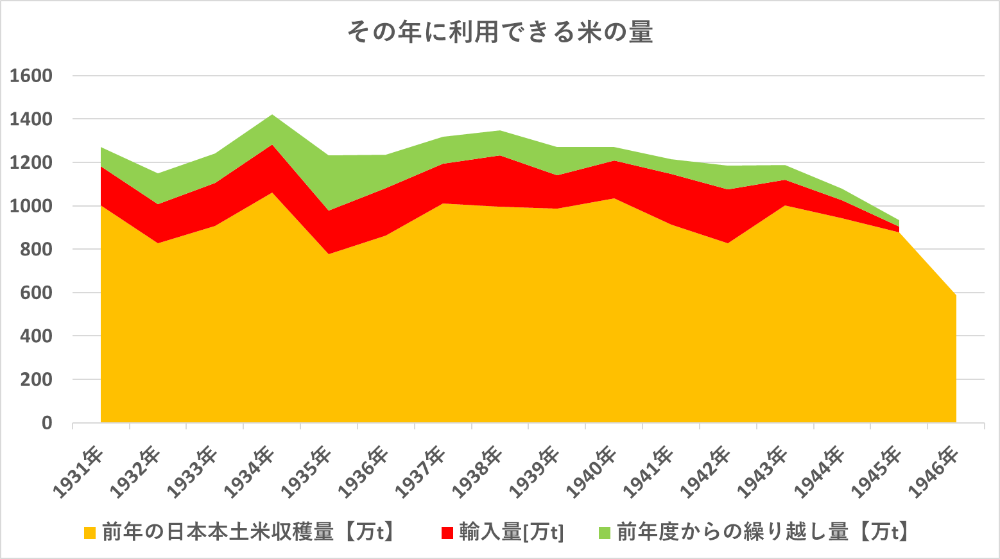 その年に利用できる米の量
1600
1400
1200
1000
800
600
400
200
0
1931年
1932年
1933年
1934年
1935年
1936年
1937年
1938年
1939年
1940年
1941年
1942年
1943年
1944年
1945年
1946年
前年の日本本土米収穫量【万t】
輸入量[万t]
前年度からの繰り越し量【万t】